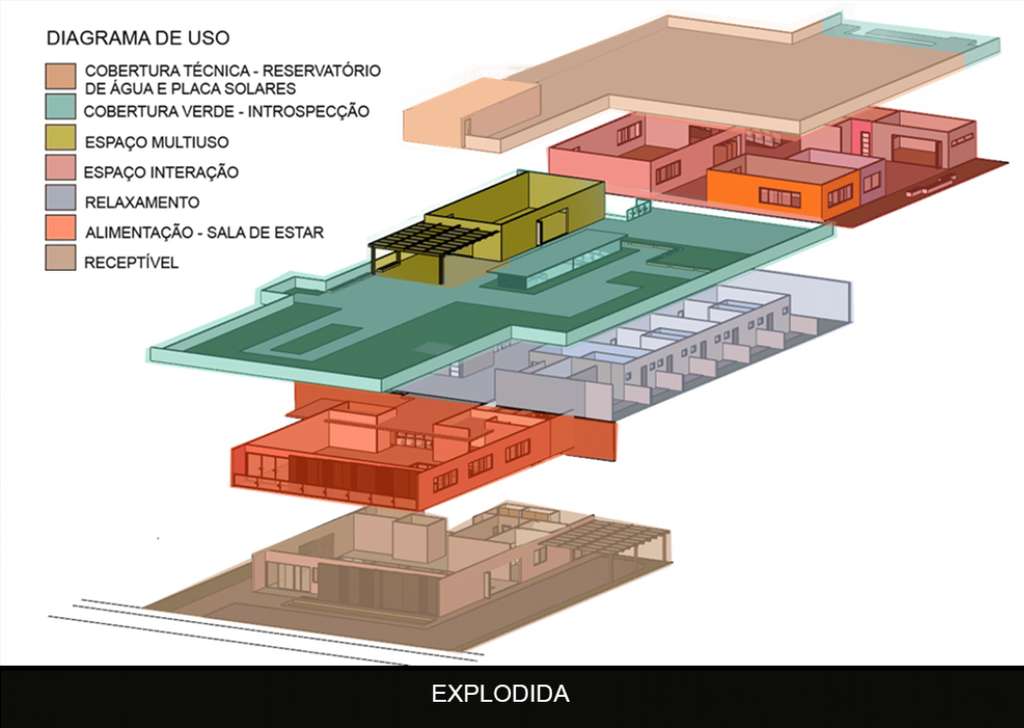 DIAGRAMA DE USO
COBERTURA TÉCNICA - RESERVATÓRIO
DE ÁGUA E PLACA SOLARES
COBERTURA VERDE - INTROSPECÇÃO
ESPAÇO MULTIUSO
ESPAÇO INTERAÇÃO
RELAXAMENTO
ALIMENTAÇÃO - SALA DE ESTAR
RECEPTÍVEL
EXPLODIDA